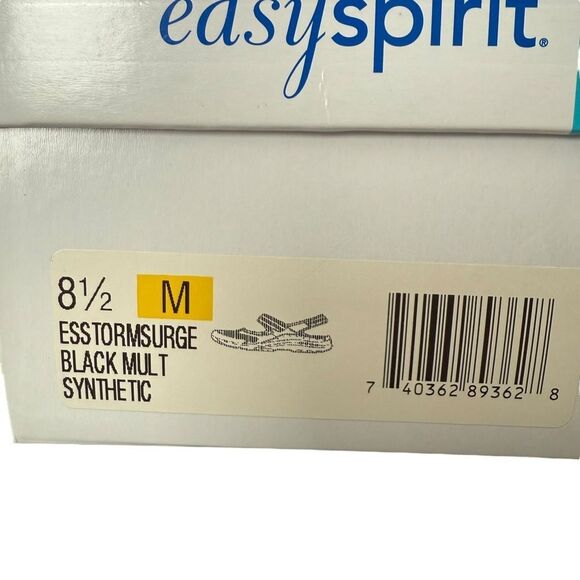 easyspirit®
8½ M
ESSTORMSURGE
BLACK MULT
SYNTHETIC
7 40362 89362 8